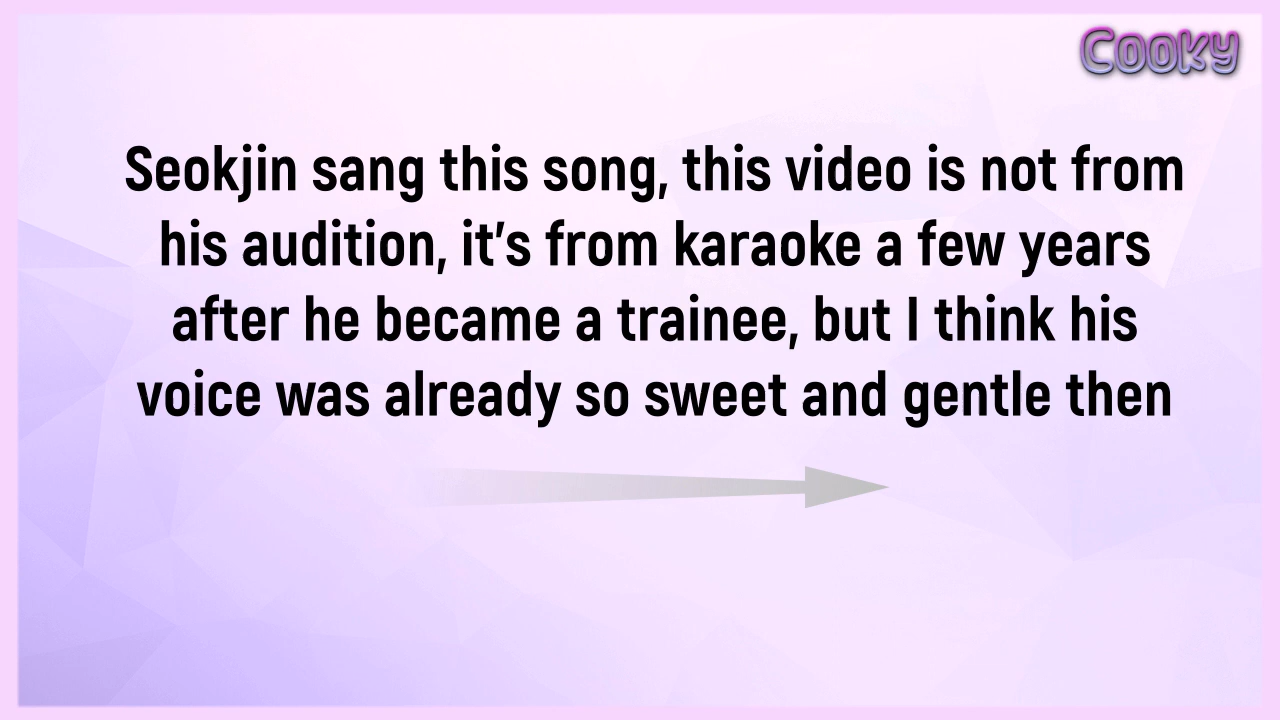 Cooky
Seokjin sang this song, this video is not from
his audition, it's from karaoke a few years
after he became a trainee, but I think his
voice was already so sweet and gentle then